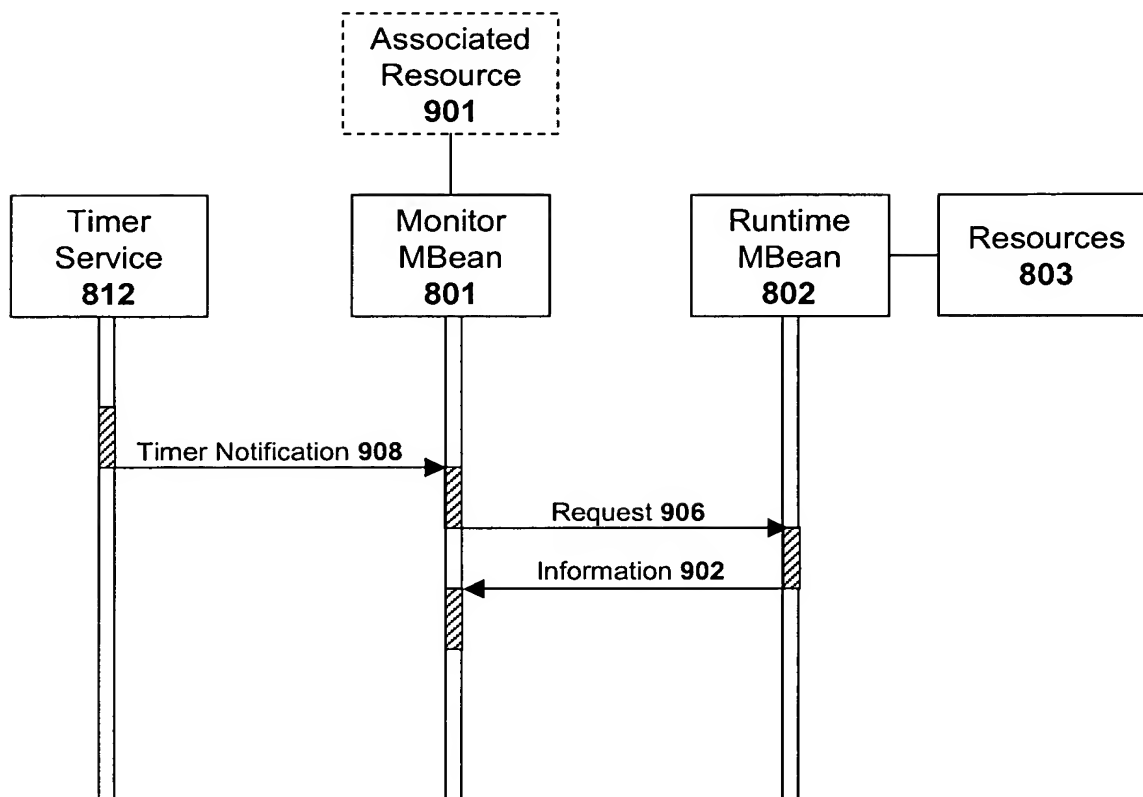 Associated
Resource
901
Timer
Service
812
Monitor
MBean
801
Runtime
MBean
802
Resources
803
Timer Notification 908
Request 906
Information 902